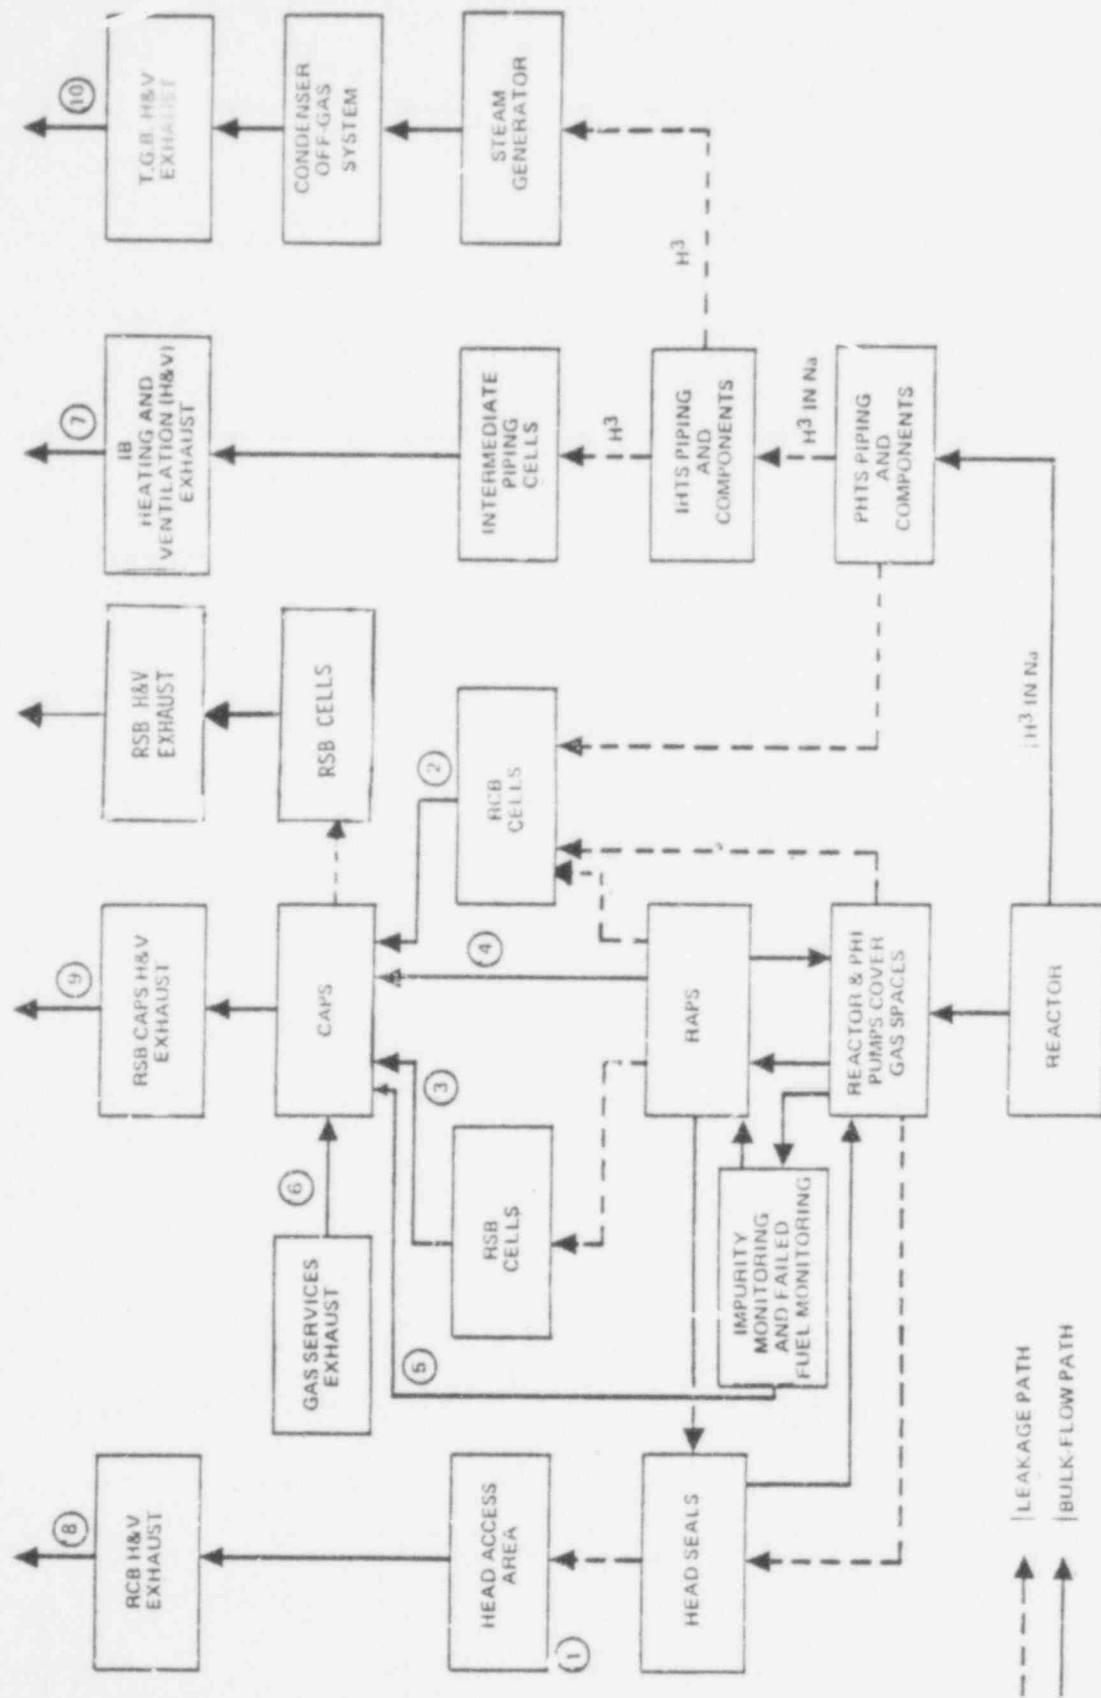 8
RCB H&V
EXHAUST
9
RSB CAPS H&V
EXHAUST
RSB H&V
EXHAUST
7
IB
HEATING AND
VENTILATION (H&V)
EXHAUST
10
T.G.B. H&V
EXHAUST
GAS SERVICES
EXHAUST
6
CAPS
RSB CELLS
CONDENSER
OFF-GAS
SYSTEM
HEAD ACCESS
AREA
1
5
3
RSB
CELLS
4
2
RCB
CELLS
INTERMEDIATE
PIPING
CELLS
STEAM
GENERATOR
H3
H3
HEAD SEALS
RAPS
IHTS PIPING
AND
COMPONENTS
IMPURITY
MONITORING
AND FAILED
FUEL MONITORING
H3 IN Na
REACTOR & PHI
PUMPS COVER
GAS SPACES
PHTS PIPING
AND
COMPONENTS
REACTOR
H3 IN Na
LEAKAGE PATH
BULK-FLOW PATH